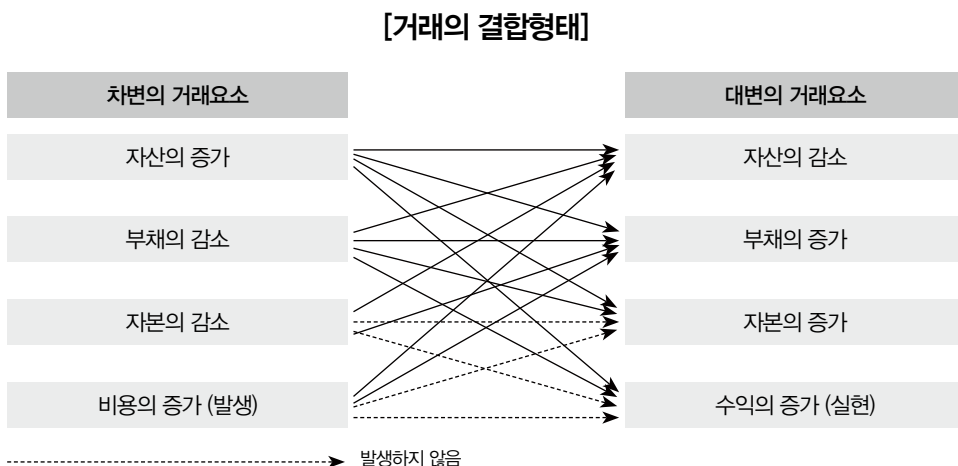 [거래의 결합형태]
차변의 거래요소
대변의 거래요소
자산의 증가
자산의 감소
부채의 감소
부채의 증가
자본의 감소
자본의 증가
비용의 증가 (발생)
수익의 증가 (실현)
발생하지 않음